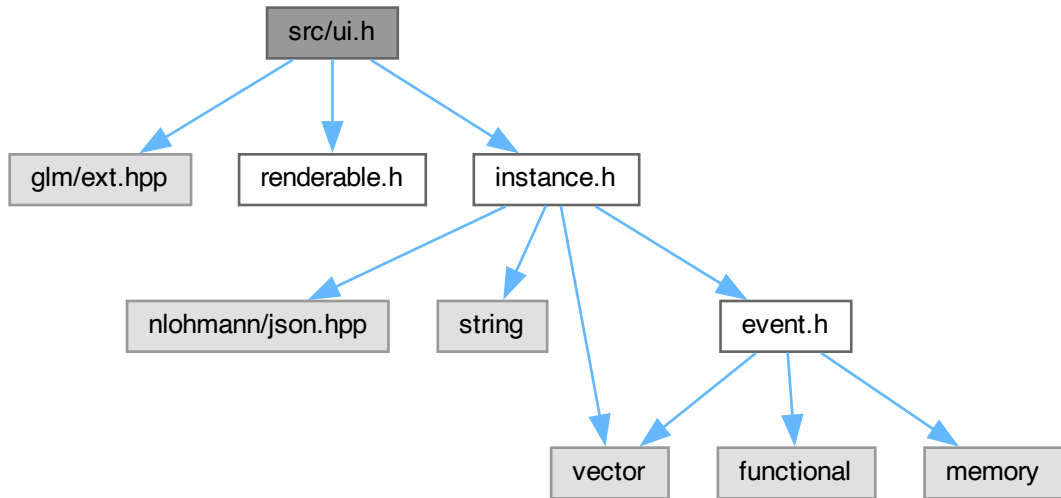 src/ui.h
glm/ext.hpp
renderable.h
instance.h
nlohmann/json.hpp
string
event.h
vector
functional
memory